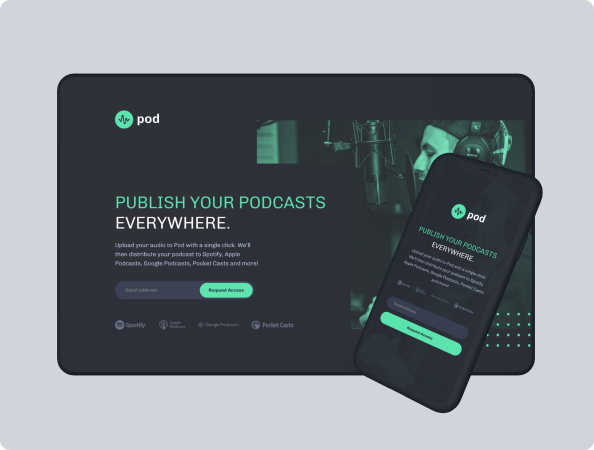 pod
PUBLISH YOUR PODCASTS
EVERYWHERE.
Upload your audio to Pod with a single click. We'll
then distribute your podcast to Spotify, Apple
Podcasts, Google Podcasts, Pocket Casts and more!
Email address
Request Access
Spotify
Apple
Podcast
Google Podcasts
Pocket Casts
pod
PUBLISH YOUR PODCASTS
EVERYWHERE.
Upload your audio to Pod with a single click.
We'll then distribute your podcast to Spotify,
Apple Podcasts, Google Podcasts, Pocket Casts
and more!
Email address
Request Access